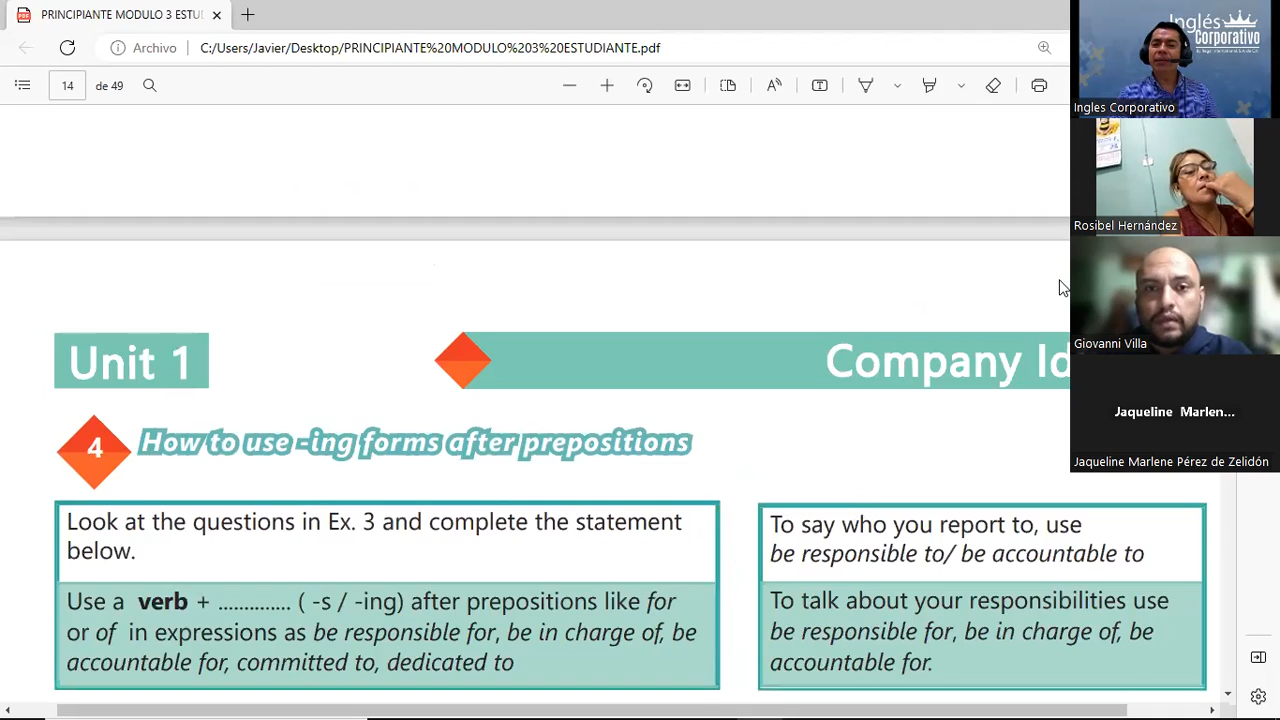 PRINCIPIANTE MODULO 3 ESTU
Archivo
C:/Users/Javier/Desktop/PRINCIPIANTE%20MODULO%203%20ESTUDIANTE.pdf
14
de 49
Unit 1
Company Id
4
How to use -ing forms after prepositions
Look at the questions in Ex. 3 and complete the statement
below.
Use a verb + .............. ( -s / -ing) after prepositions like for
or of in expressions as be responsible for, be in charge of, be
accountable for, committed to, dedicated to
To say who you report to, use
be responsible to/ be accountable to
To talk about your responsibilities use
be responsible for, be in charge of, be
accountable for.
Inglés
Corporativo
Ingles Corporativo
Rosibel Hernández
Giovanni Villa
Jaqueline Marlen...
Jaqueline Marlene Pérez de Zelidón